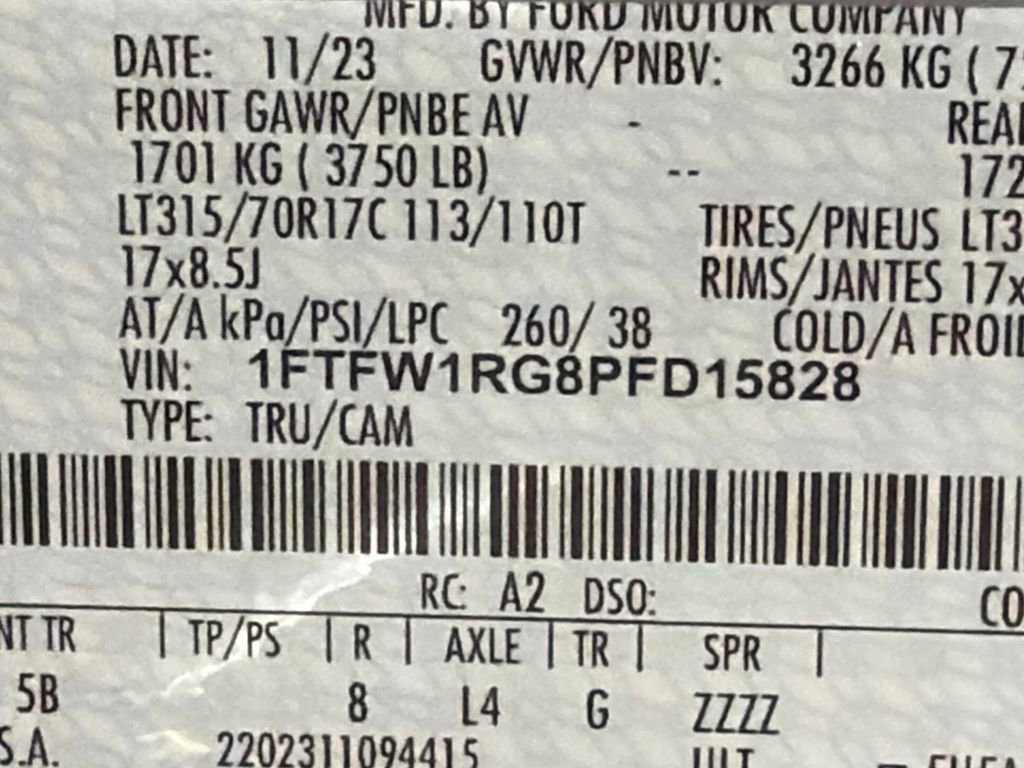 MFD. BY FORD MOTOR COMPANY
DATE: 11/23 GVWR/PNBV: 3266 KG ( 7
FRONT GAWR/PNBE AV - REA
1701 KG ( 3750 LB) -- 172
LT315/70R17C 113/110T TIRES/PNEUS LT3
17x8.5J RIMS/JANTES 17x
AT/A kPa/PSI/LPC 260/ 38 COLD/A FROI
VIN: 1FTFW1RG8PFD15828
TYPE: TRU/CAM
RC: A2 DSO: CO
NT TR | TP/PS | R | AXLE | TR | SPR |
5B 8 L4 G ZZZZ
S.A. 2202311094415